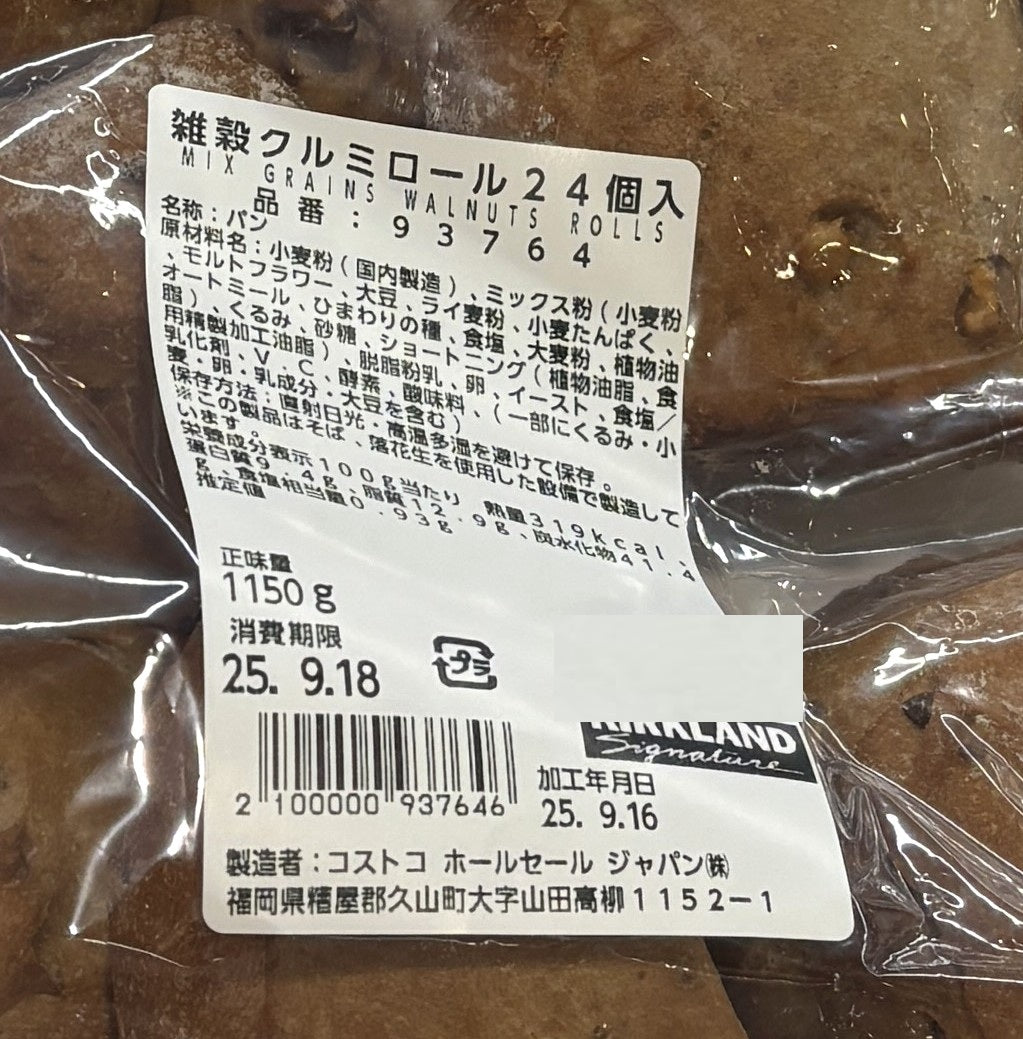 雑穀クルミロール24個入
MIX GRAINS WALNUTS ROLLS
品番:93764
名称:パン
原材料名:小麦粉(国内製造)、ミックス粉(小麦粉
、モルトフラワー、大豆、ライ麦粉、小麦たんぱく、
オートミール、ひまわりの種、食塩、大麦粉、植物油
脂)、くるみ、砂糖、ショートニング(植物油脂、食
用精製加工油脂)、脱脂粉乳、卵、イースト、食塩/
乳化剤、V.C、酵素、酸味料、(一部にくるみ・小
麦・卵・乳成分・大豆を含む)
保存方法:直射日光・高温多湿を避けて保存。
※この製品はそば、落花生を使用した設備で製造して
います。
栄養成分表示100g当たり 熱量319kcal、
蛋白質9.4g、脂質12.9g、炭水化物41.4
g、食塩相当量0.93g
推定値
正味量
1150g
消費期限
25. 9.18
プラ
KIRKLAND
Signature
加工年月日
25. 9.16
2 100000 937646
製造者:コストコ ホールセール ジャパン㈱
福岡県糟屋郡久山町大字山田高柳1152-1